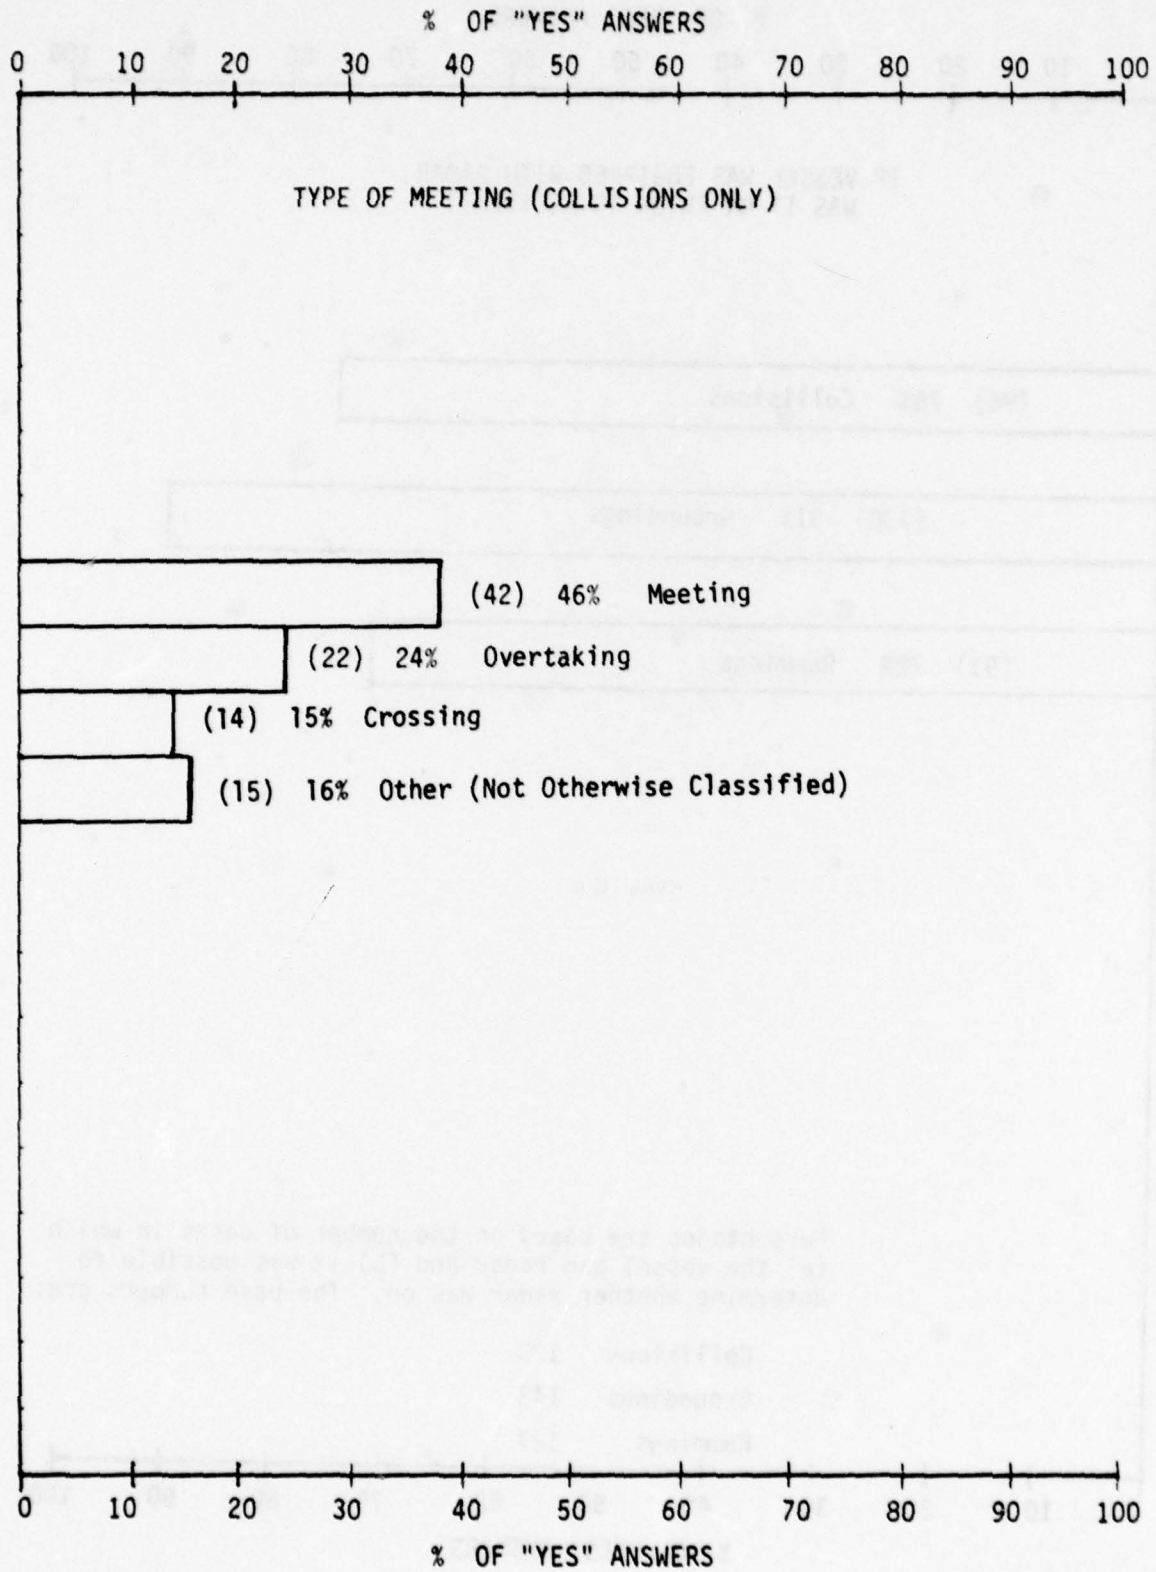 % OF "YES" ANSWERS
0 10 20 30 40 50 60 70 80 90 100
TYPE OF MEETING (COLLISIONS ONLY)
(42) 46% Meeting
(22) 24% Overtaking
(14) 15% Crossing
(15) 16% Other (Not Otherwise Classified)
0 10 20 30 40 50 60 70 80 90 100
% OF "YES" ANSWERS